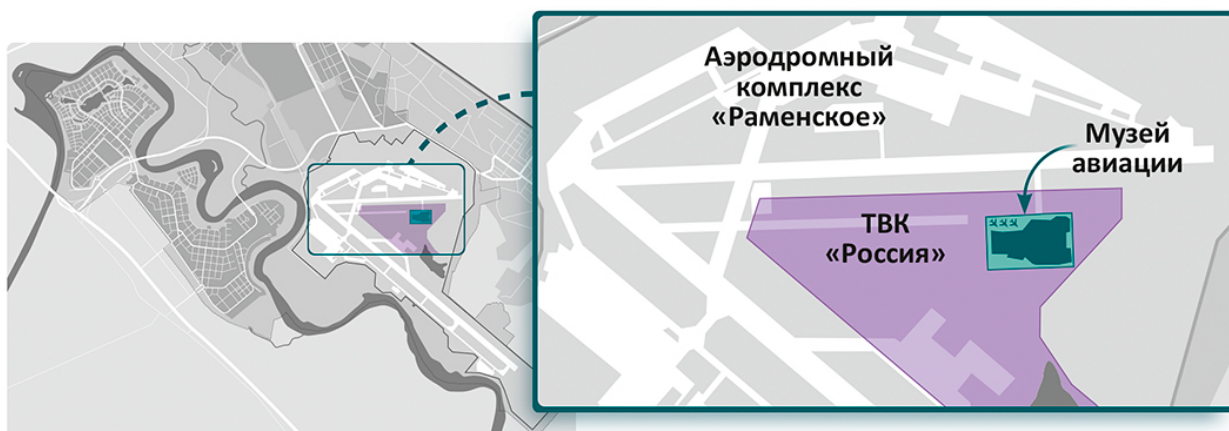 Аэродромный
комплекс
«Раменское»
Музей
авиации
ТВК
«Россия»